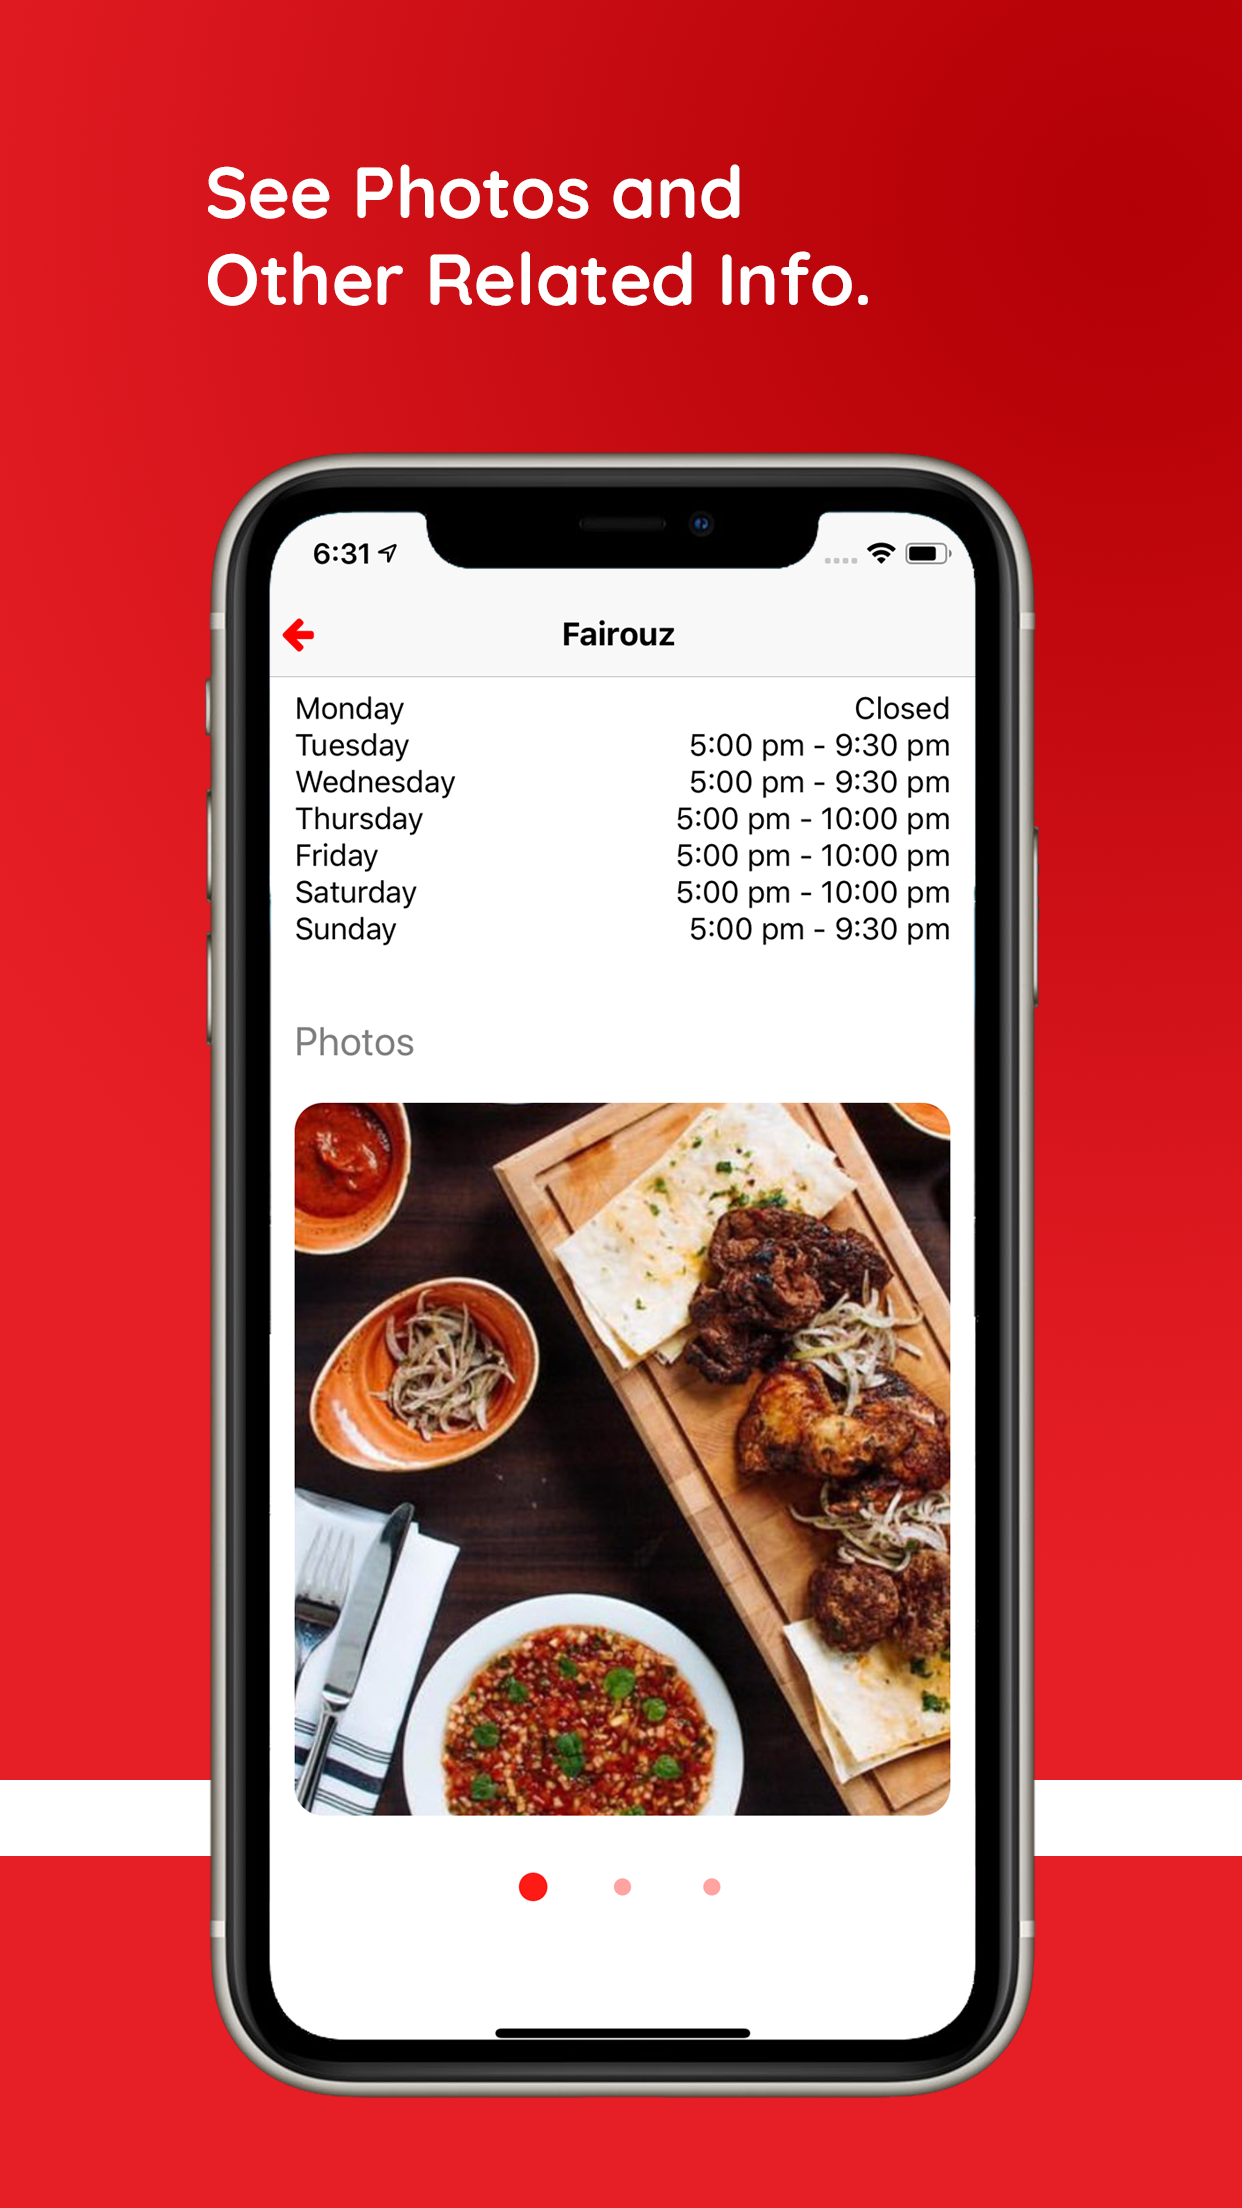 See Photos and
Other Related Info.
6:31
Fairouz
Monday Closed
Tuesday 5:00 pm - 9:30 pm
Wednesday 5:00 pm - 9:30 pm
Thursday 5:00 pm - 10:00 pm
Friday 5:00 pm - 10:00 pm
Saturday 5:00 pm - 10:00 pm
Sunday 5:00 pm - 9:30 pm
Photos